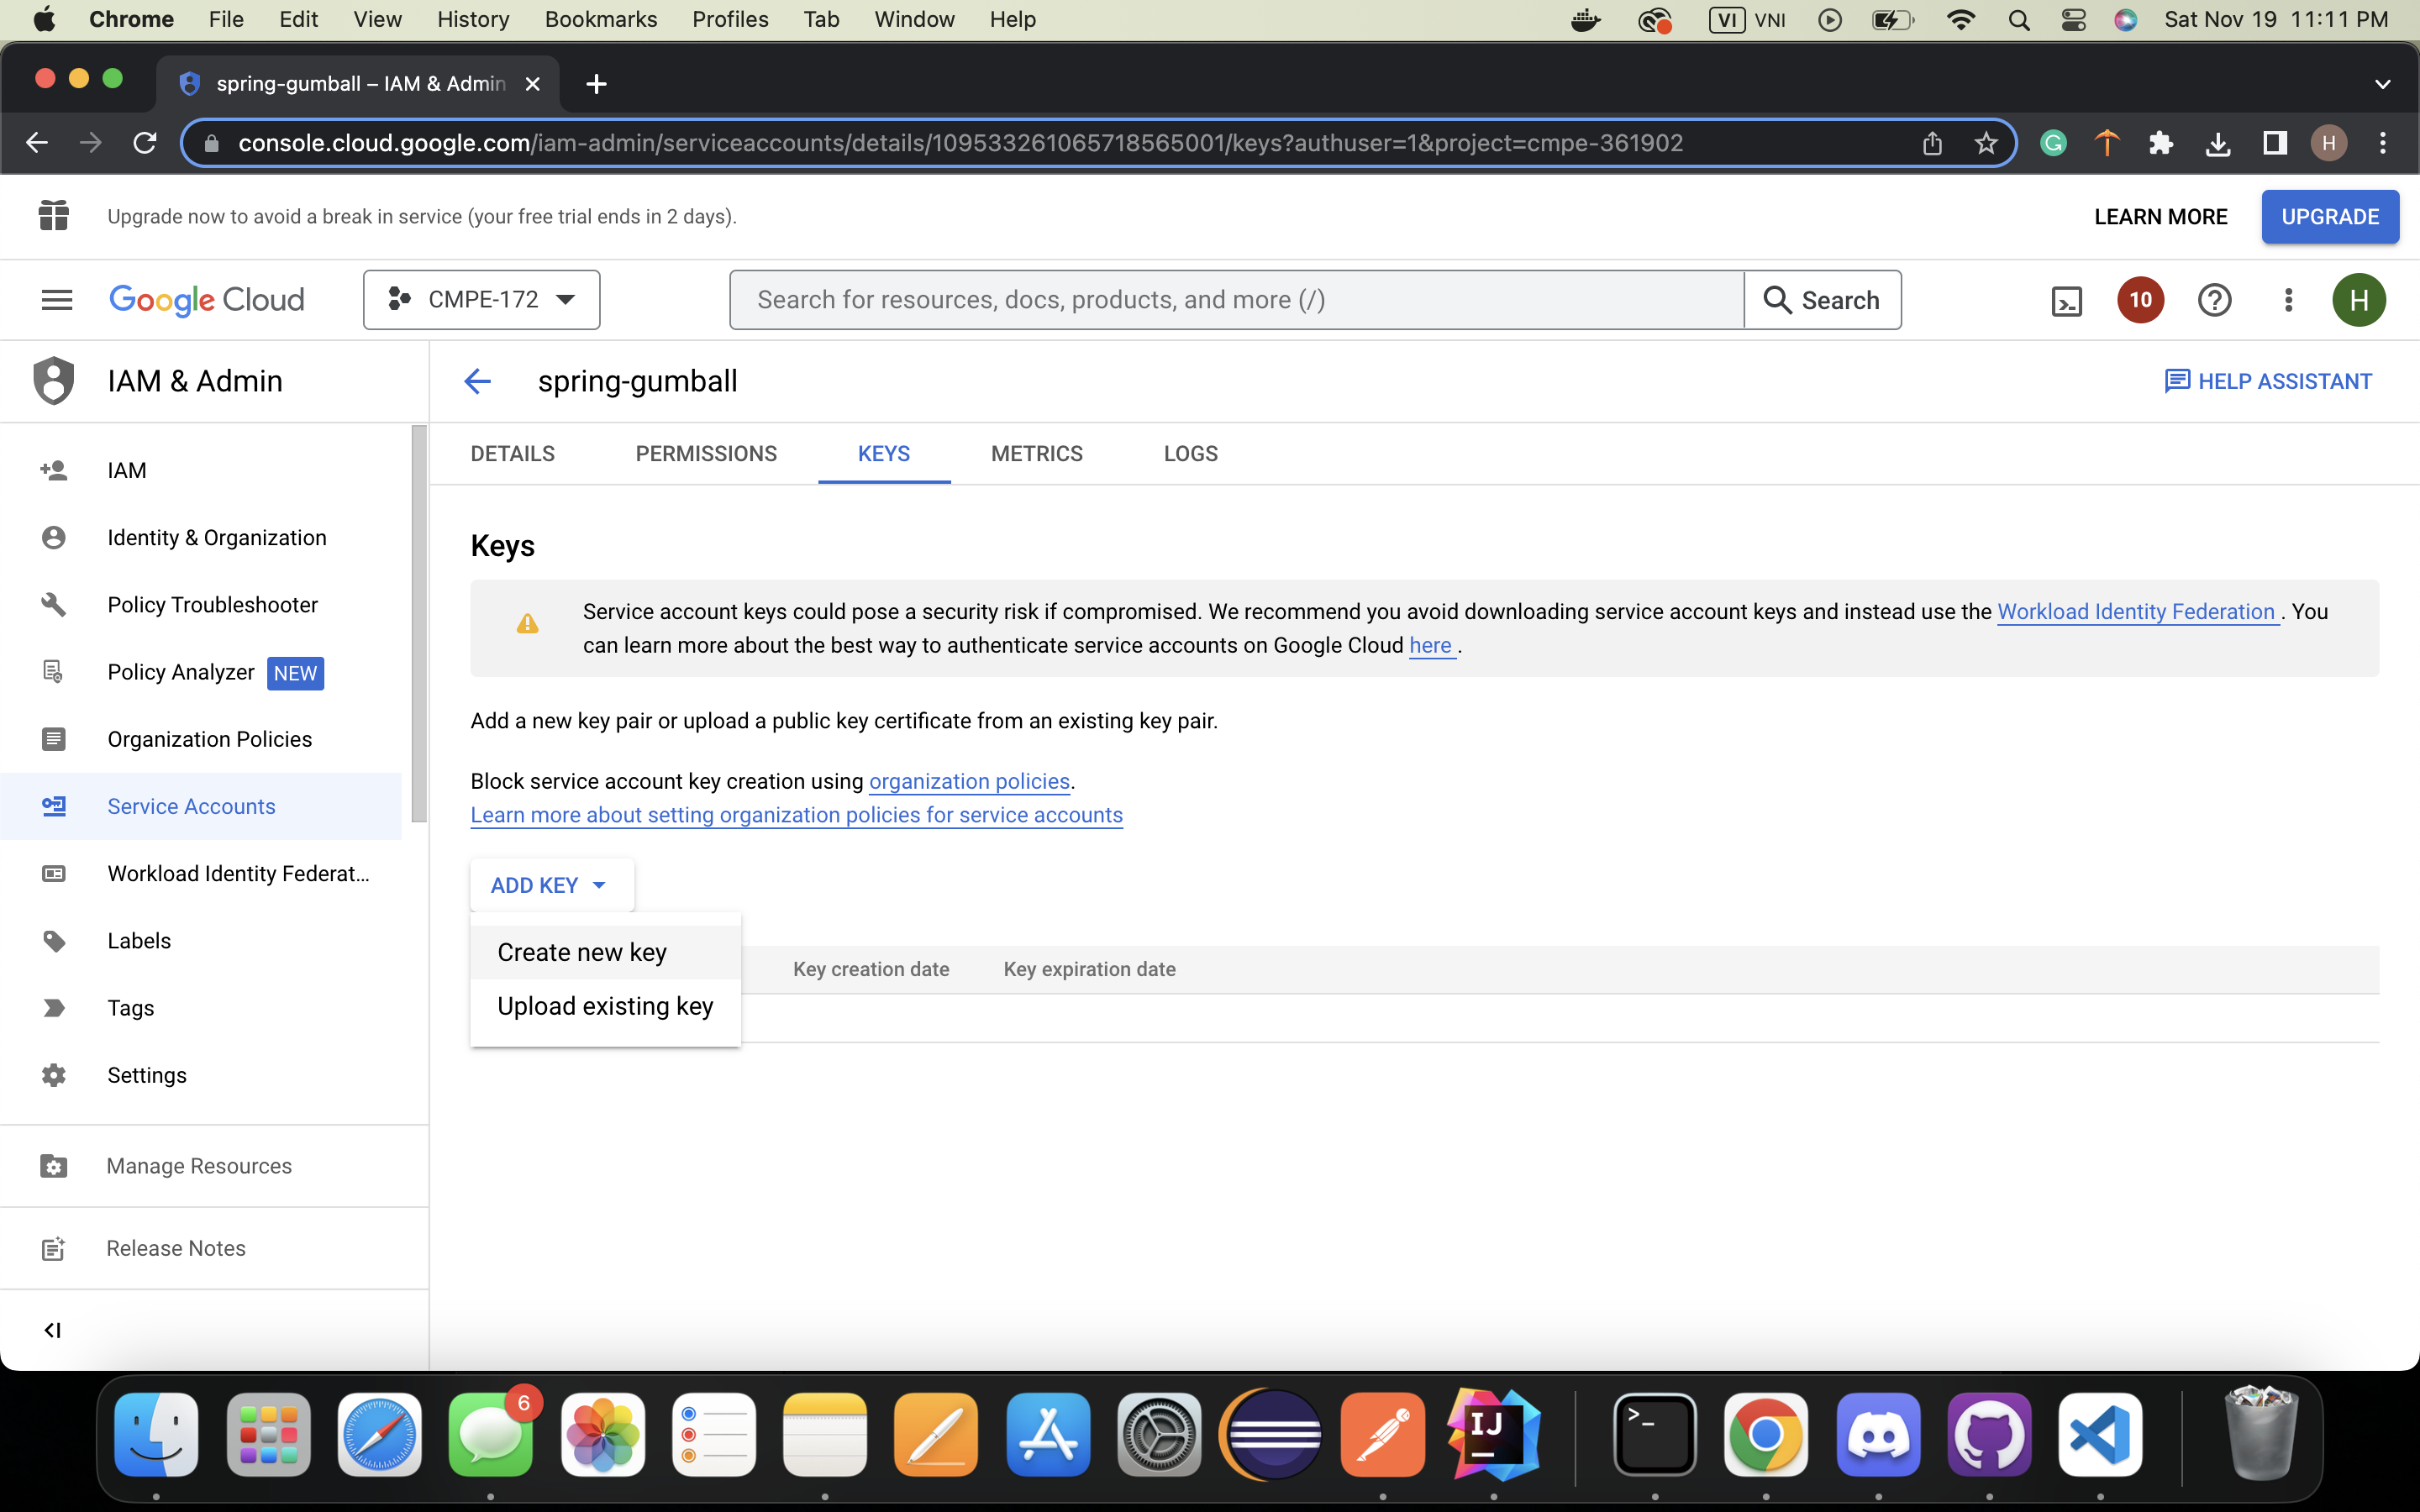 Chrome File Edit View History Bookmarks Profiles Tab Window Help VI VNI Sat Nov 19 11:11 PM
spring-gumball – IAM & Admin
console.cloud.google.com/iam-admin/serviceaccounts/details/109533261065718565001/keys?authuser=1&project=cmpe-361902 G H
Upgrade now to avoid a break in service (your free trial ends in 2 days). LEARN MORE UPGRADE
Google Cloud CMPE-172 Search for resources, docs, products, and more (/) Search 10 H
IAM & Admin
spring-gumball HELP ASSISTANT
IAM
Identity & Organization
Policy Troubleshooter
Policy Analyzer NEW
Organization Policies
Service Accounts
Workload Identity Federat...
Labels
Tags
Settings
Manage Resources
Release Notes
DETAILS PERMISSIONS KEYS METRICS LOGS
Keys
Service account keys could pose a security risk if compromised. We recommend you avoid downloading service account keys and instead use the Workload Identity Federation . You
can learn more about the best way to authenticate service accounts on Google Cloud here .
Add a new key pair or upload a public key certificate from an existing key pair.
Block service account key creation using organization policies.
Learn more about setting organization policies for service accounts
ADD KEY
Create new key
Upload existing key
Key creation date Key expiration date
6
IJ
>_